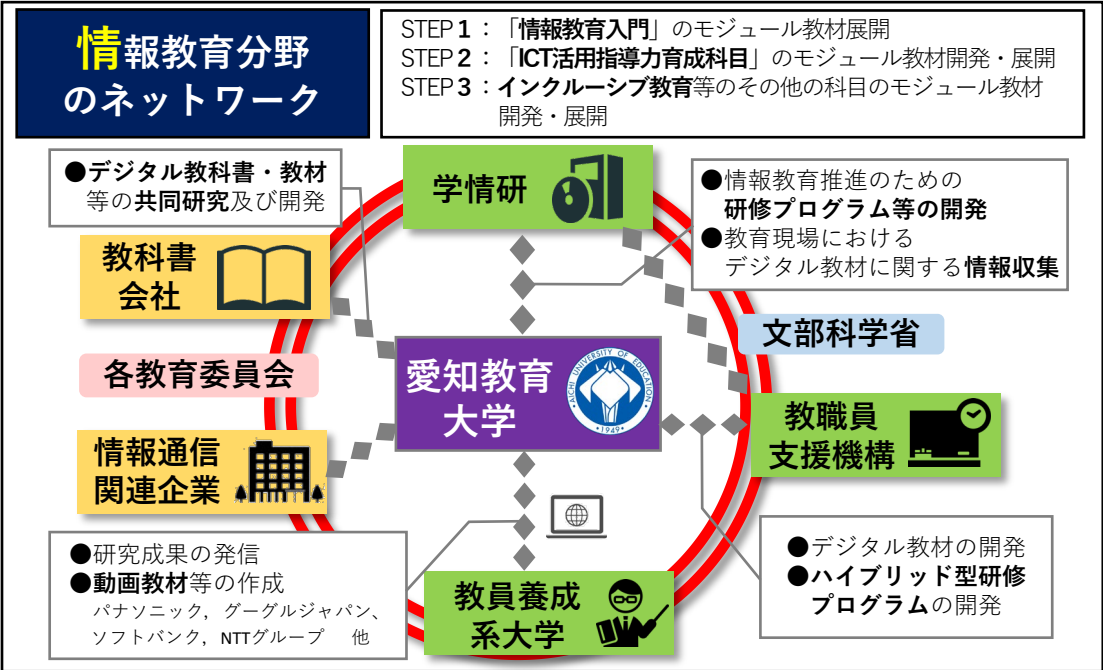 情報教育分野
のネットワーク
STEP 1 : 「情報教育入門」のモジュール教材展開
STEP 2 : 「ICT活用指導力育成科目」のモジュール教材開発・展開
STEP 3 : インクルーシブ教育等のその他の科目のモジュール教材
開発・展開
●デジタル教科書・教材
等の共同研究及び開発
学情研
●情報教育推進のための
研修プログラム等の開発
●教育現場における
デジタル教材に関する情報収集
教科書
会社
文部科学省
各教育委員会
愛知教育
大学
AICHI UNIVERSITY OF EDUCATION
・1949・
教職員
支援機構
情報通信
関連企業
●研究成果の発信
●動画教材等の作成
パナソニック，グーグルジャパン、
ソフトバンク，NTTグループ　他
教員養成
系大学
●デジタル教材の開発
●ハイブリッド型研修
プログラムの開発